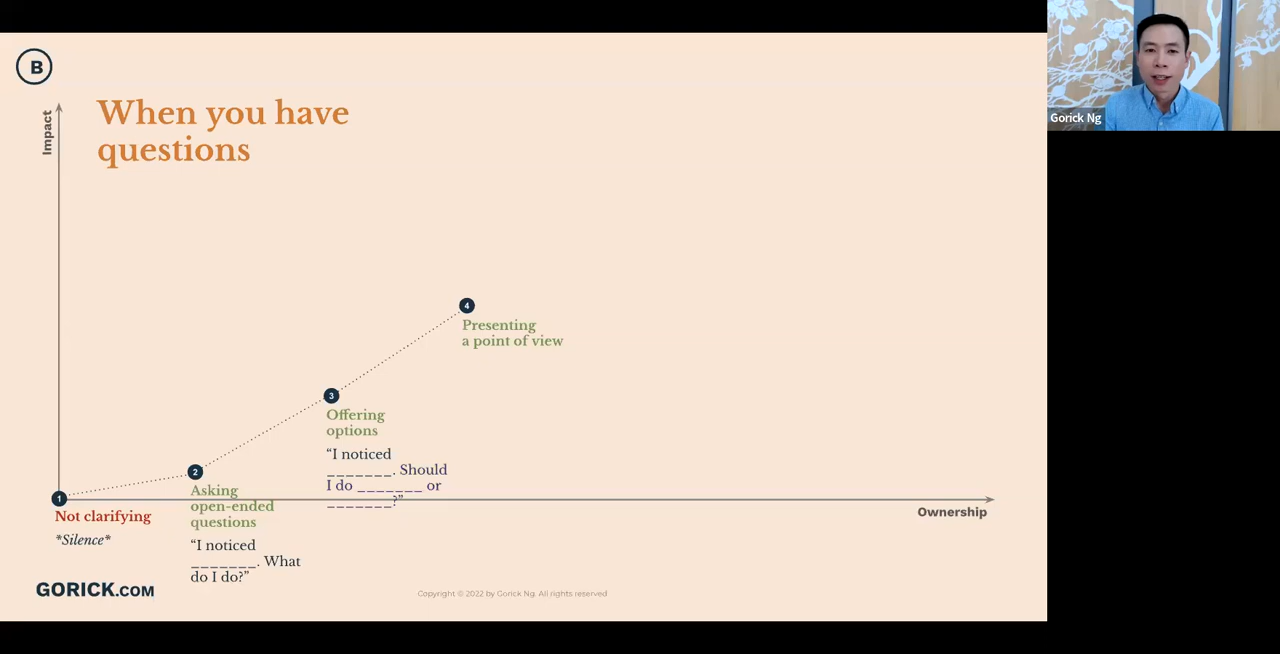 B
Impact
When you have
questions
4
Presenting
a point of view
3
Offering
options
“I noticed
_______. Should
I do _______ or
_______?”
2
Asking
open-ended
questions
“I noticed
_______. What
do I do?”
1
Not clarifying
*Silence*
Ownership
GORICK.COM
Copyright © 2022 by Gorick Ng. All rights reserved
Gorick Ng